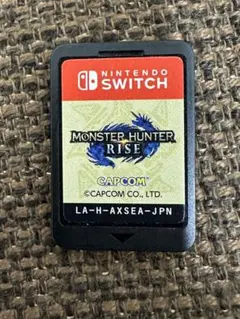 NINTENDO
SWITCH
MONSTER HUNTER
RISE
CAPCOM
©CAPCOM CO., LTD.
LA-H-AXSEA-JPN